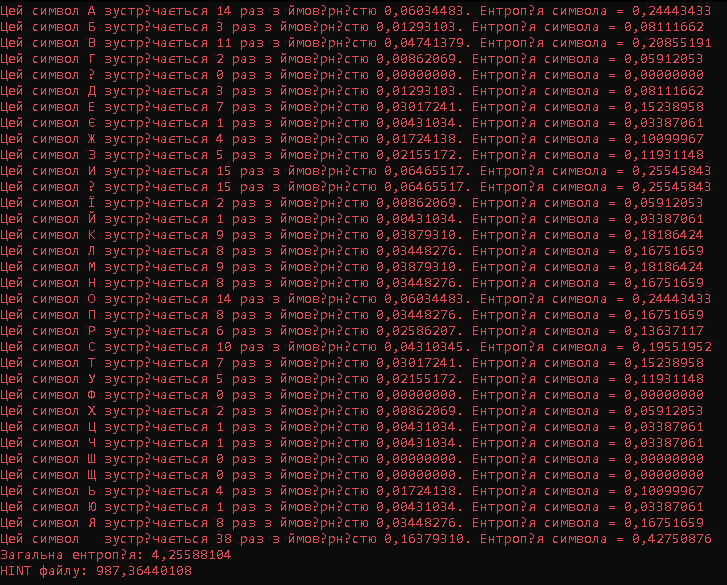 Цей символ А зустр?чається 14 раз з ймов?рн?стю 0,06034483. Ентроп?я символа = 0,24443433
Цей символ Б зустр?чається 3 раз з ймов?рн?стю 0,01293103. Ентроп?я символа = 0,08111662
Цей символ В зустр?чається 11 раз з ймов?рн?стю 0,04741379. Ентроп?я символа = 0,20855191
Цей символ Г зустр?чається 2 раз з ймов?рн?стю 0,00862069. Ентроп?я символа = 0,05912053
Цей символ ? зустр?чається 0 раз з ймов?рн?стю 0,00000000. Ентроп?я символа = 0,00000000
Цей символ Д зустр?чається 3 раз з ймов?рн?стю 0,01293103. Ентроп?я символа = 0,08111662
Цей символ Е зустр?чається 7 раз з ймов?рн?стю 0,03017241. Ентроп?я символа = 0,15238958
Цей символ Є зустр?чається 1 раз з ймов?рн?стю 0,00431034. Ентроп?я символа = 0,03387061
Цей символ Ж зустр?чається 4 раз з ймов?рн?стю 0,01724138. Ентроп?я символа = 0,10099967
Цей символ З зустр?чається 5 раз з ймов?рн?стю 0,02155172. Ентроп?я символа = 0,11931148
Цей символ И зустр?чається 15 раз з ймов?рн?стю 0,06465517. Ентроп?я символа = 0,25545843
Цей символ ? зустр?чається 15 раз з ймов?рн?стю 0,06465517. Ентроп?я символа = 0,25545843
Цей символ Ї зустр?чається 2 раз з ймов?рн?стю 0,00862069. Ентроп?я символа = 0,05912053
Цей символ Й зустр?чається 1 раз з ймов?рн?стю 0,00431034. Ентроп?я символа = 0,03387061
Цей символ К зустр?чається 9 раз з ймов?рн?стю 0,03879310. Ентроп?я символа = 0,18186424
Цей символ Л зустр?чається 8 раз з ймов?рн?стю 0,03448276. Ентроп?я символа = 0,16751659
Цей символ М зустр?чається 9 раз з ймов?рн?стю 0,03879310. Ентроп?я символа = 0,18186424
Цей символ Н зустр?чається 8 раз з ймов?рн?стю 0,03448276. Ентроп?я символа = 0,16751659
Цей символ О зустр?чається 14 раз з ймов?рн?стю 0,06034483. Ентроп?я символа = 0,24443433
Цей символ П зустр?чається 8 раз з ймов?рн?стю 0,03448276. Ентроп?я символа = 0,16751659
Цей символ Р зустр?чається 6 раз з ймов?рн?стю 0,02586207. Ентроп?я символа = 0,13637117
Цей символ С зустр?чається 10 раз з ймов?рн?стю 0,04310345. Ентроп?я символа = 0,19551952
Цей символ Т зустр?чається 7 раз з ймов?рн?стю 0,03017241. Ентроп?я символа = 0,15238958
Цей символ У зустр?чається 5 раз з ймов?рн?стю 0,02155172. Ентроп?я символа = 0,11931148
Цей символ Ф зустр?чається 0 раз з ймов?рн?стю 0,00000000. Ентроп?я символа = 0,00000000
Цей символ Х зустр?чається 2 раз з ймов?рн?стю 0,00862069. Ентроп?я символа = 0,05912053
Цей символ Ц зустр?чається 1 раз з ймов?рн?стю 0,00431034. Ентроп?я символа = 0,03387061
Цей символ Ч зустр?чається 1 раз з ймов?рн?стю 0,00431034. Ентроп?я символа = 0,03387061
Цей символ Ш зустр?чається 0 раз з ймов?рн?стю 0,00000000. Ентроп?я символа = 0,00000000
Цей символ Щ зустр?чається 0 раз з ймов?рн?стю 0,00000000. Ентроп?я символа = 0,00000000
Цей символ Ь зустр?чається 4 раз з ймов?рн?стю 0,01724138. Ентроп?я символа = 0,10099967
Цей символ Ю зустр?чається 1 раз з ймов?рн?стю 0,00431034. Ентроп?я символа = 0,03387061
Цей символ Я зустр?чається 8 раз з ймов?рн?стю 0,03448276. Ентроп?я символа = 0,16751659
Цей символ   зустр?чається 38 раз з ймов?рн?стю 0,16379310. Ентроп?я символа = 0,42750876
Загальна ентроп?я: 4,25588104
HINT файлу: 987,36440108